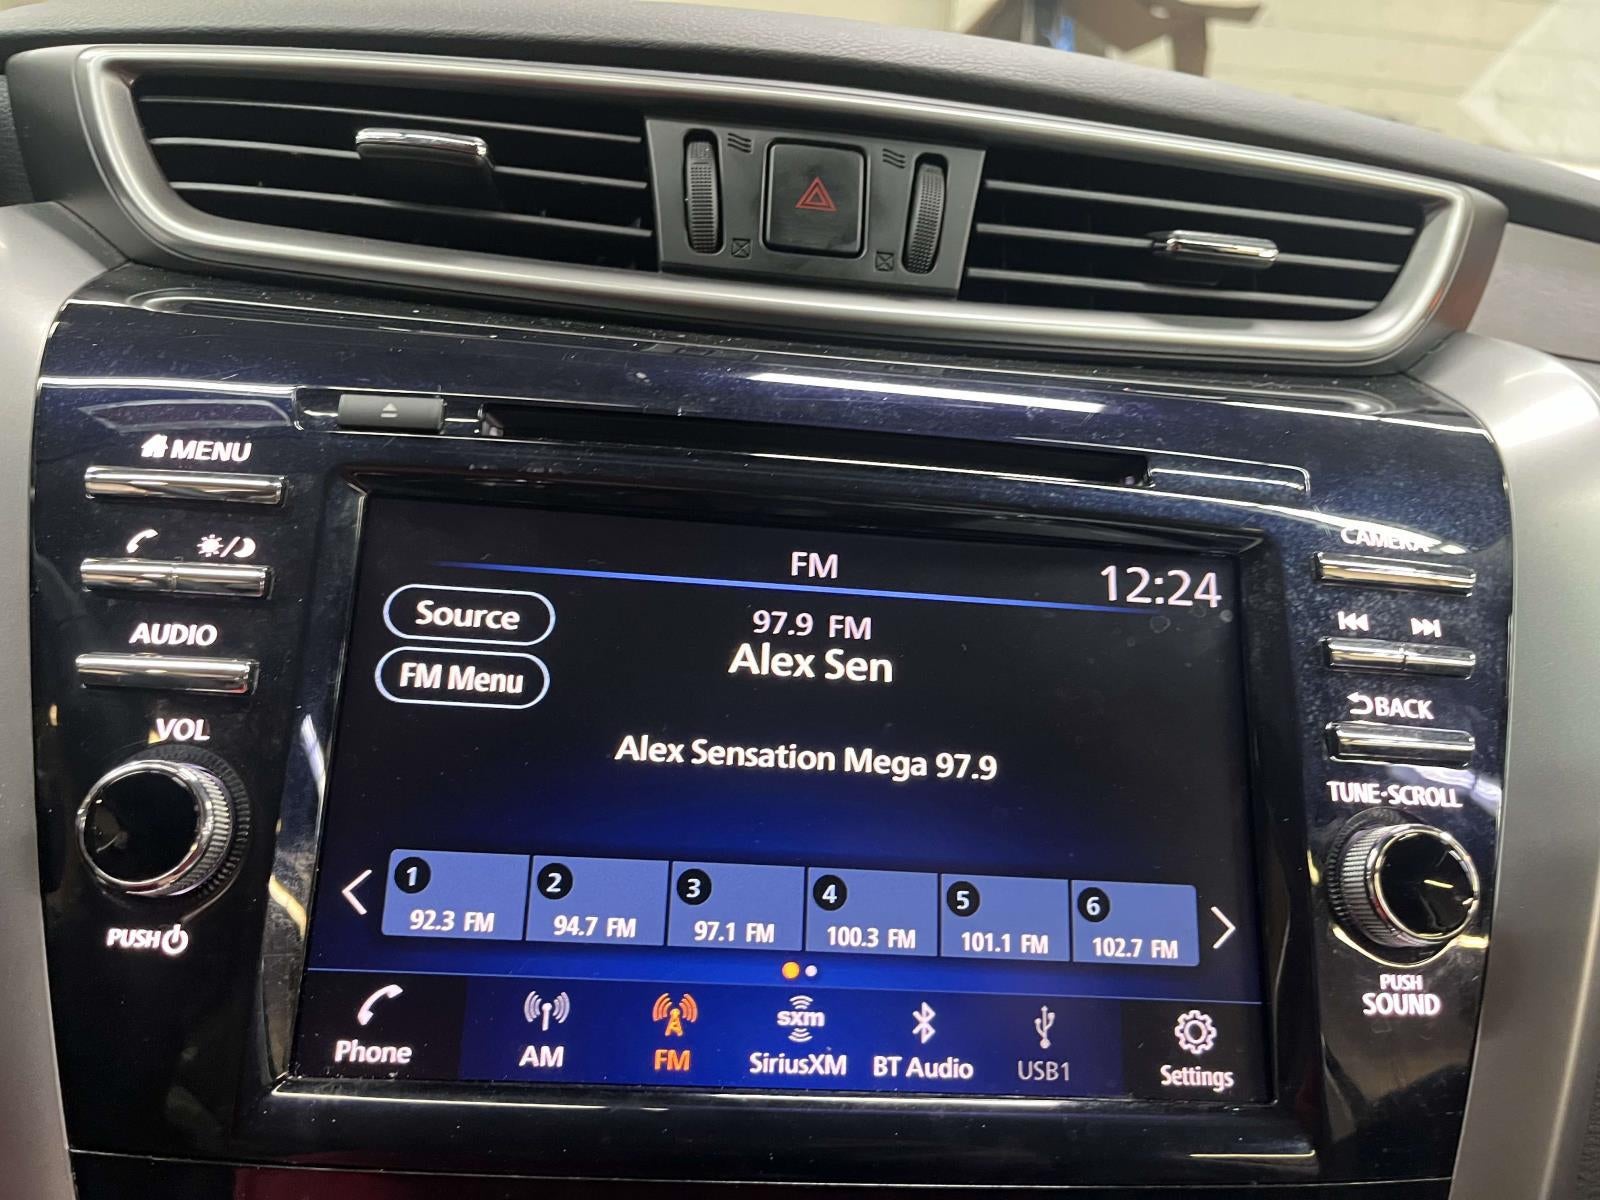 MENU
AUDIO
VOL
PUSH
CAMERA
BACK
TUNE·SCROLL
PUSH
SOUND
FM
12:24
Source
FM Menu
97.9 FM
Alex Sen
Alex Sensation Mega 97.9
1 2 3 4 5 6
92.3 FM 94.7 FM 97.1 FM 100.3 FM 101.1 FM 102.7 FM
sxm
Phone AM FM SiriusXM BT Audio USB1 Settings